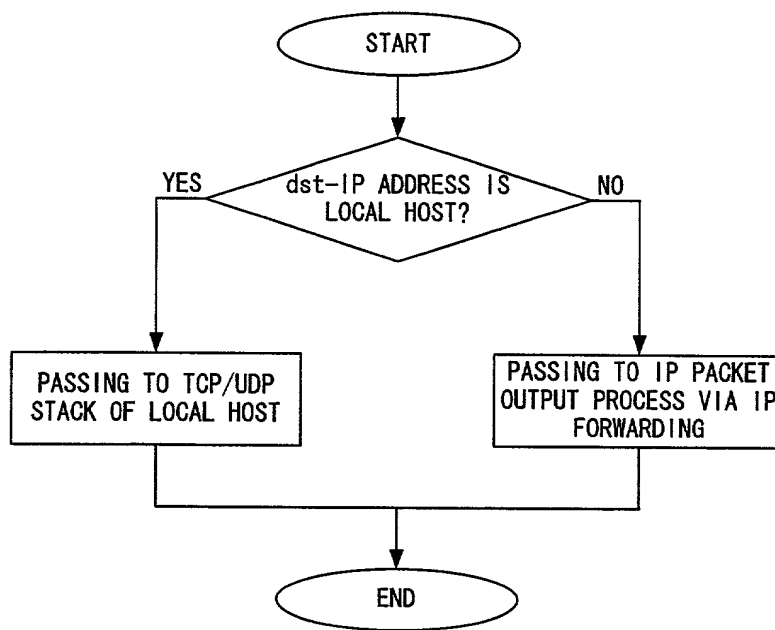 START
dst-IP ADDRESS IS
LOCAL HOST?
YES
NO
PASSING TO TCP/UDP
STACK OF LOCAL HOST
PASSING TO IP PACKET
OUTPUT PROCESS VIA IP
FORWARDING
END